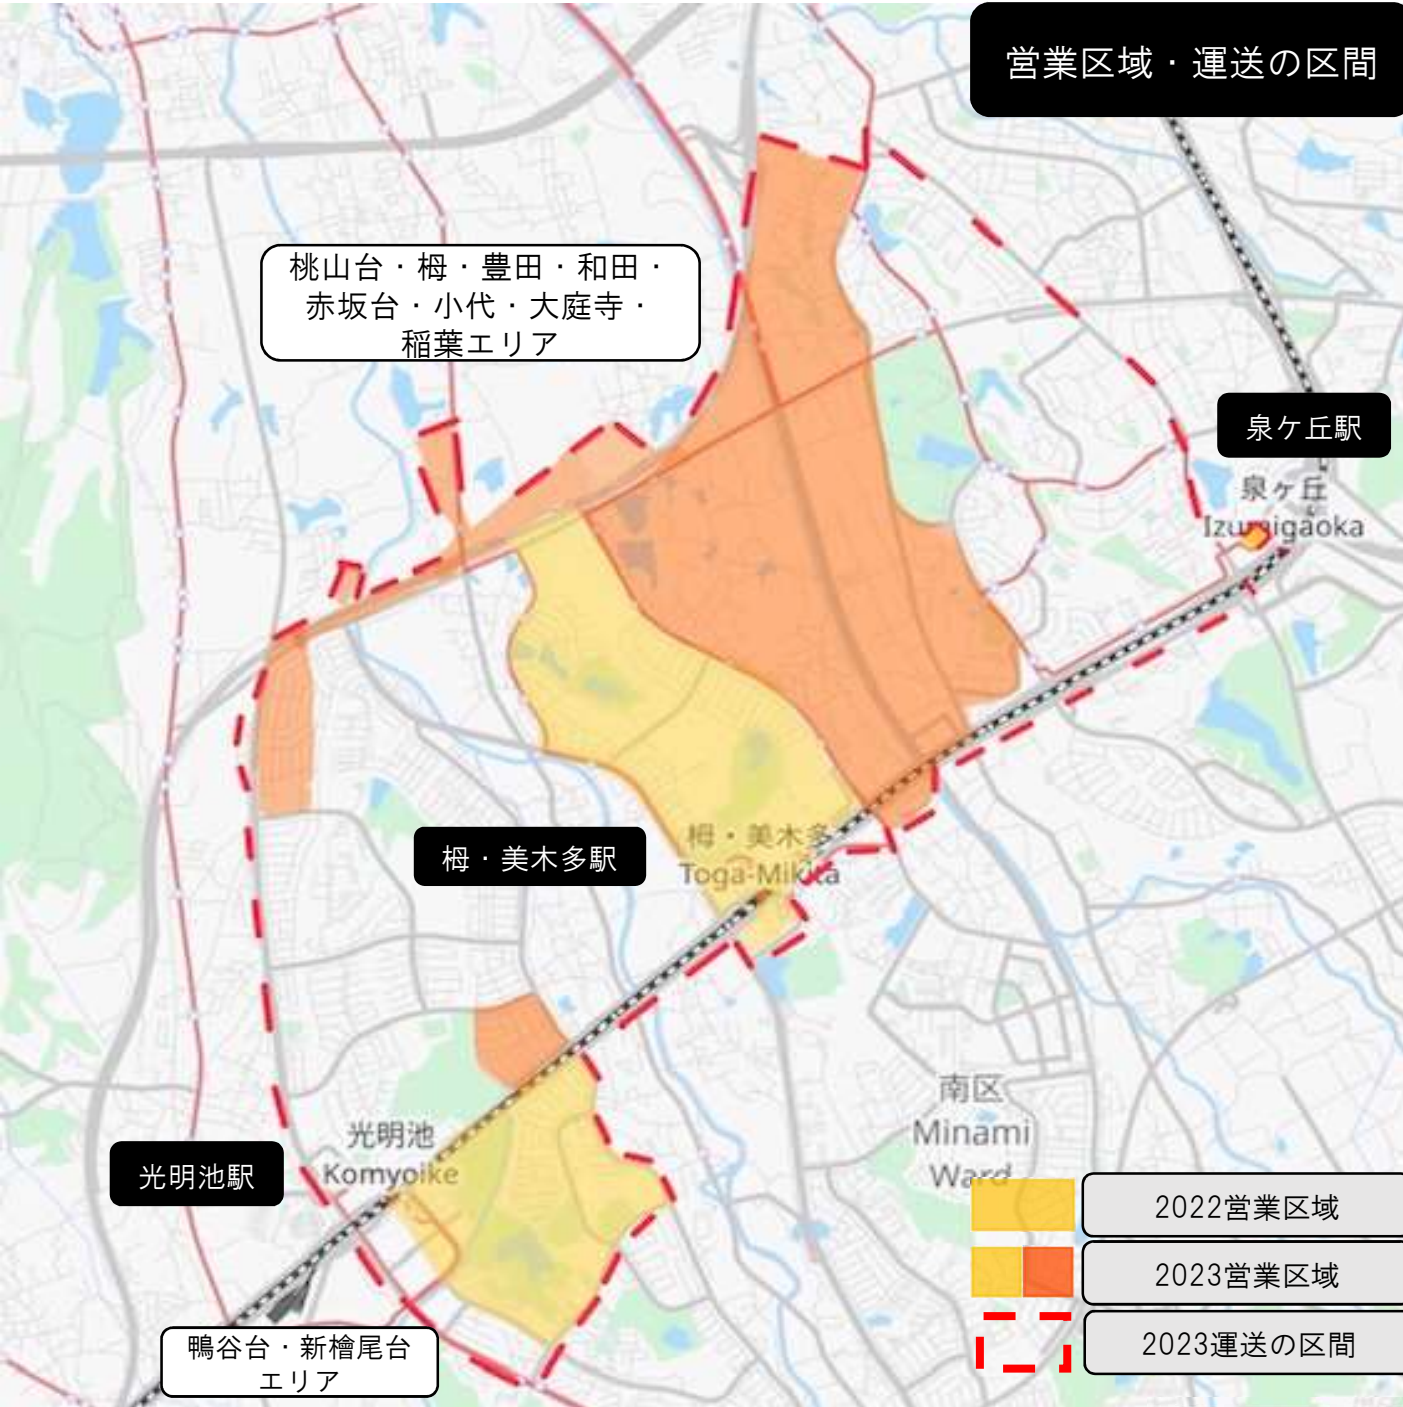 営業区域・運送の区間
桃山台・栂・豊田・和田・
赤坂台・小代・大庭寺・
稲葉エリア
泉ケ丘駅
泉ヶ丘
Izumigaoka
栂・美木多駅
栂・美木多
Toga-Mikita
南区
Minami
Ward
光明池
Komyoike
光明池駅
2022営業区域
2023営業区域
2023運送の区間
鴨谷台・新檜尾台
エリア